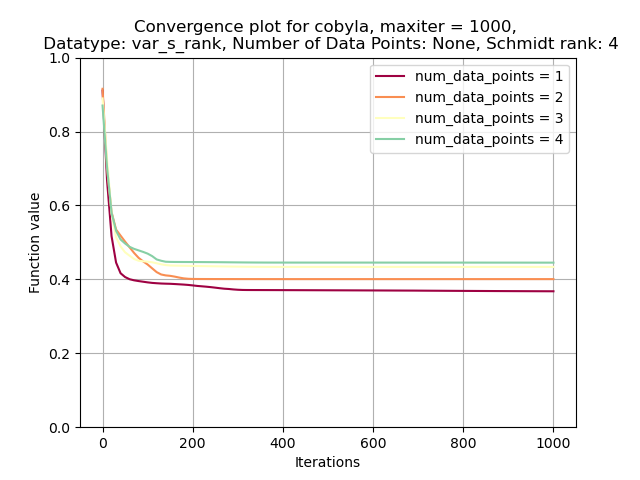 Convergence plot for cobyla, maxiter = 1000,
Datatype: var_s_rank, Number of Data Points: None, Schmidt rank: 4
num_data_points = 1
num_data_points = 2
num_data_points = 3
num_data_points = 4
Function value
1.0
0.8
0.6
0.4
0.2
0.0
0 200 400 600 800 1000
Iterations